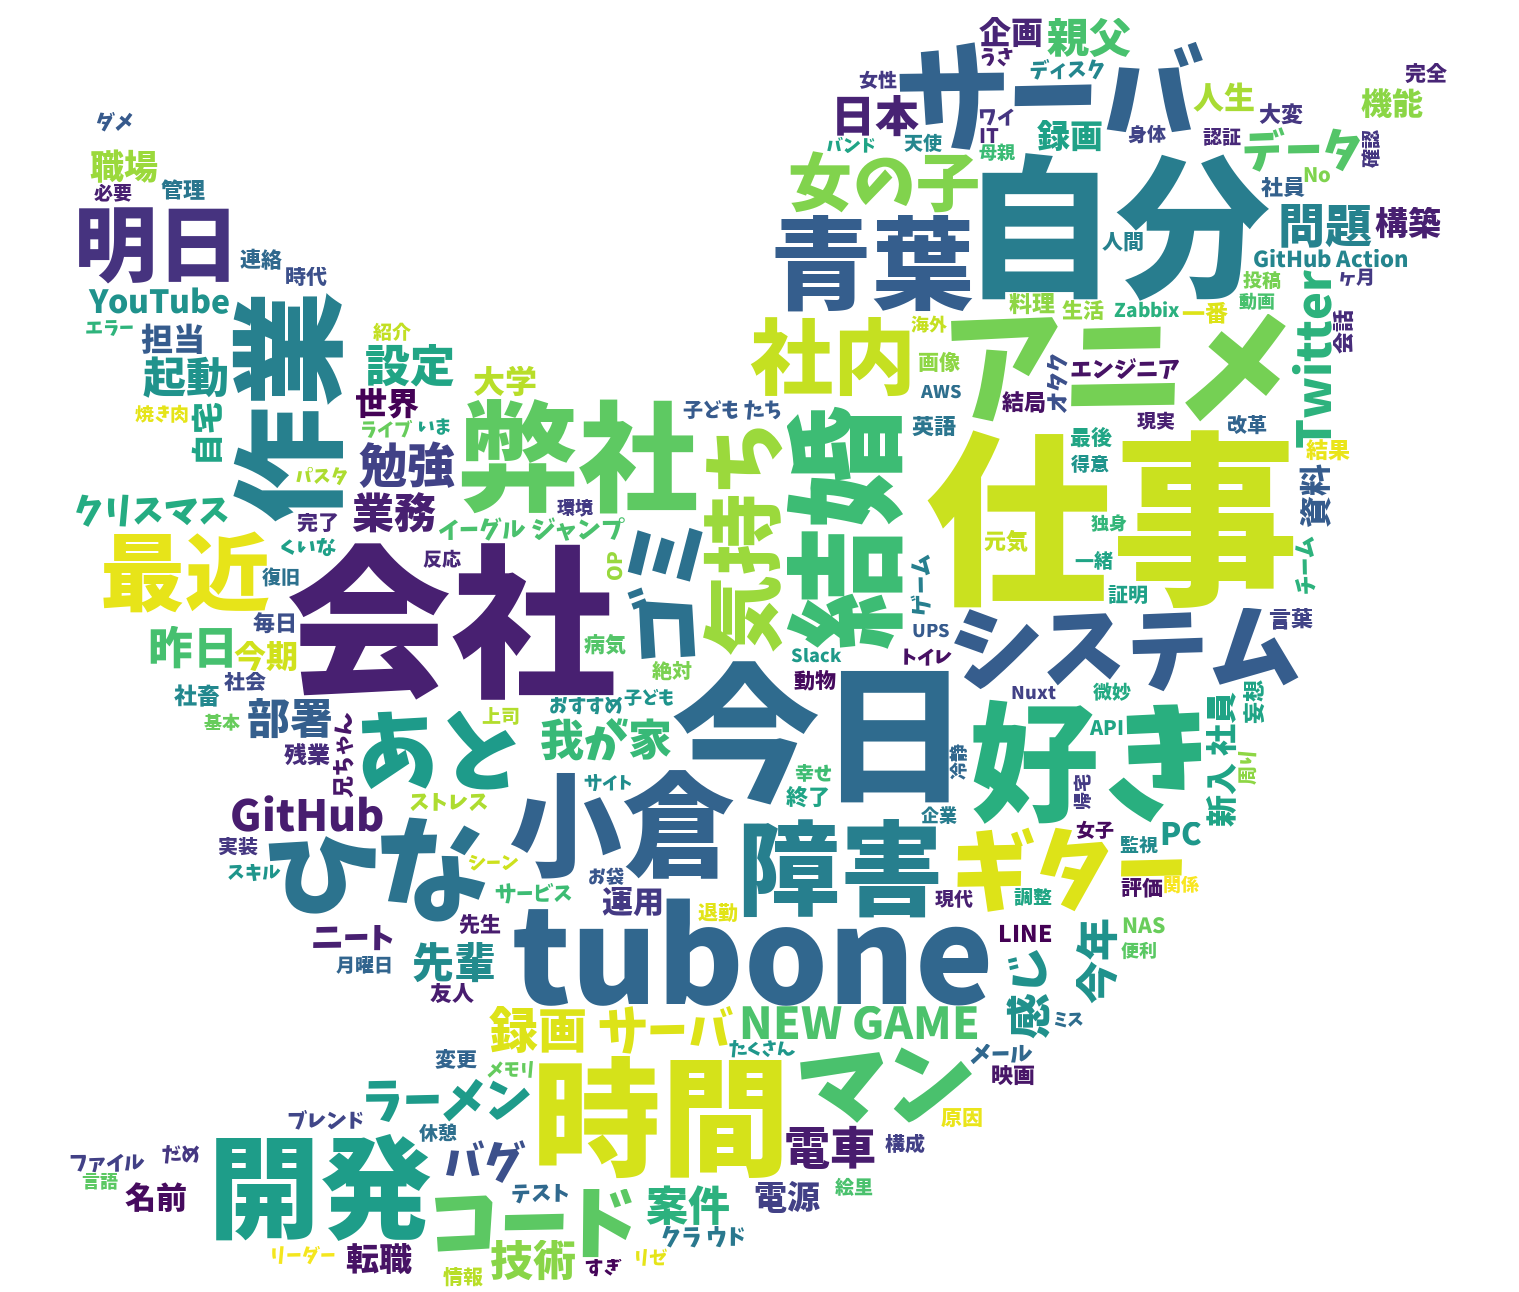 企画
親父
うさ
ディスク
サーバ
女性
完全
機能
人生
大変
日本
ワイ
IT
録画
身体
認証
データ
確認
ダメ
バンド
天使
母親
職場
女の子
No
社員
必要
管理
明日
自分
問題
構築
青葉
人間
連絡
時代
GitHub Action
YouTube
投稿
ヶ月
動画
料理
生活
Zabbix
一番
Twitter
会話
エラー
担当
作業
紹介
設定
社内
海外
アニメ
画像
オタク
エンジニア
起動
大学
世界
AWS
結局
現実
改革
焼き肉
自宅
ライブ
いま
弊社
子どもたち
気持ち
結婚
英語
仕事
最後
得意
結果
勉強
パスタ
資料
クリスマス
業務
環境
完了
イーグルジャンプ
独身
元気
くいな
最近
会社
反応
OP
ゴミ
一緒
チーム
復旧
ゲーム
証明
毎日
昨日
今期
病気
UPS
システム
言葉
Slack
トイレ
絶対
動物
社会
社畜
今日
Nuxt
微妙
妄想
基本
部署
おすすめ
子ども
上司
我が家
あと
好き
API
新入社員
残業
兄ちゃん
冷静
周り
サイト
幸せ
帰宅
終了
ストレス
GitHub
小倉
企業
実装
ひな
障害
ギター
女子
PC
監視
スキル
シーン
お袋
評価
関係
サービス
運用
現代
調整
退勤
先生
tubone
ニート
LINE
NAS
今年
先輩
便利
月曜日
感じ
友人
録画サーバ
NEW GAME
ミス
変更
たくさん
メール
メモリ
時間
マン
映画
ラーメン
ブレンド
休憩
原因
開発
バグ
電車
構成
ファイル
だめ
言語
名前
コード
テスト
案件
電源
絵里
クラウド
リーダー
転職
技術
情報
すぎ
リゼ